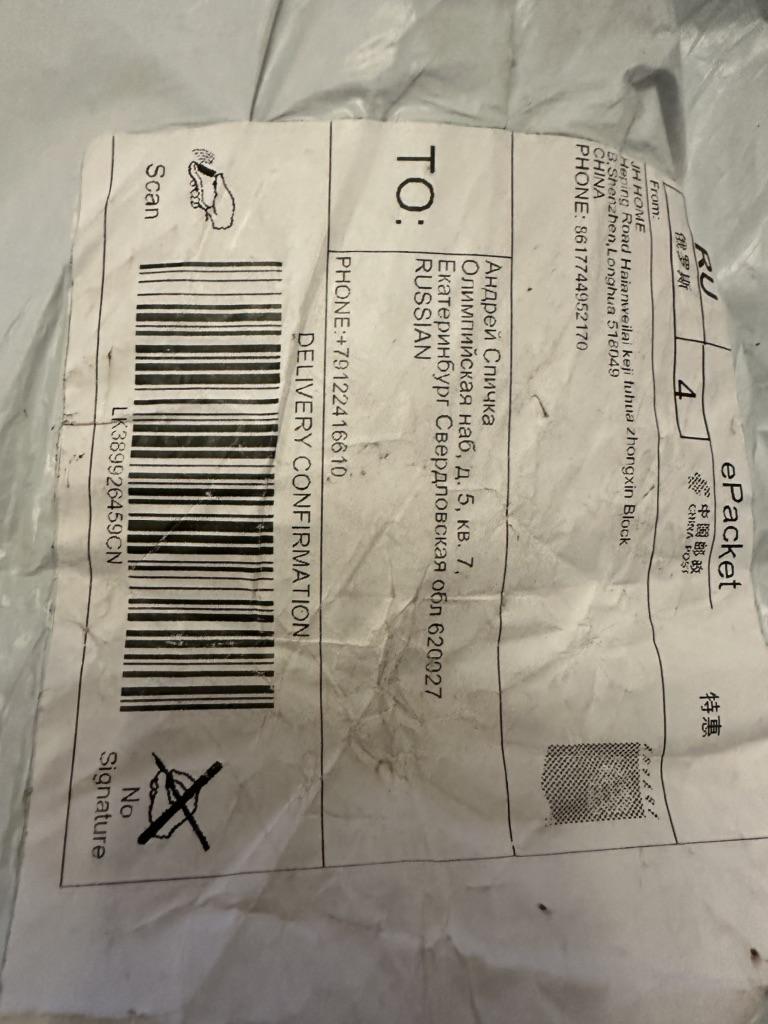 RU
俄罗斯
4
ePacket
中國邮政
CHINA POST
特惠
From:
JH HOME
Heping Road Haianweilai keji fuhua zhongxin Block
B,Shenzhen,Longhua 518049
CHINA
PHONE: 8617744952170
TO:
Андрей Спичка
Олимпийская наб, д. 5, кв. 7,
Екатеринбург Свердловская обл 620027
RUSSIAN
PHONE:+79122416610
DELIVERY CONFIRMATION
Scan
LK389926459CN
No
Signature